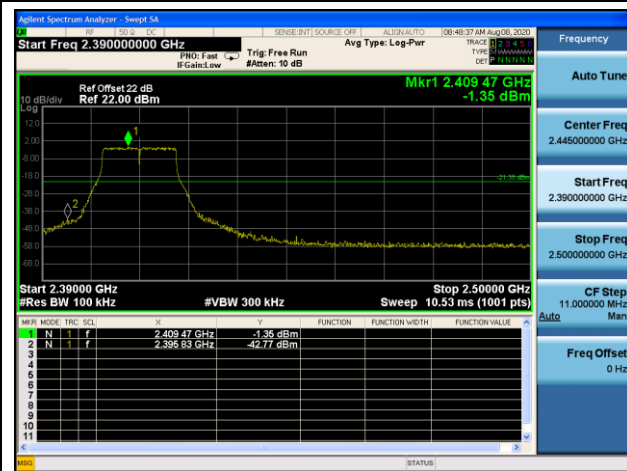 Agilent Spectrum Analyzer - Swept SA
RF 50 Ω DC SENSE:INT SOURCE OFF ALIGN AUTO 08:48:37 AM Aug 08, 2020
Start Freq 2.390000000 GHz
PNO: Fast
IFGain:Low
Trig: Free Run
#Atten: 10 dB
Avg Type: Log-Pwr
TRACE 1 2 3 4 5 6
TYPE M
DET P N N N N N
Ref Offset 22 dB
10 dB/div Ref 22.00 dBm
Log
Mkr1 2.409 47 GHz
-1.35 dBm
12.0
2.00
-8.00
-18.0
-28.0
-38.0
-48.0
-58.0
-68.0
1
2
-21.35 dBm
Start 2.39000 GHz Stop 2.50000 GHz
#Res BW 100 kHz #VBW 300 kHz Sweep 10.53 ms (1001 pts)
MKR MODE TRC SCL X Y FUNCTION FUNCTION WIDTH FUNCTION VALUE
1 N 1 f 2.409 47 GHz -1.35 dBm
2 N 1 f 2.395 83 GHz -42.77 dBm
3
4
5
6
7
8
9
10
11
MSG STATUS
Frequency
Auto Tune
Center Freq
2.445000000 GHz
Start Freq
2.390000000 GHz
Stop Freq
2.500000000 GHz
CF Step
11.000000 MHz
Auto Man
Freq Offset
0 Hz